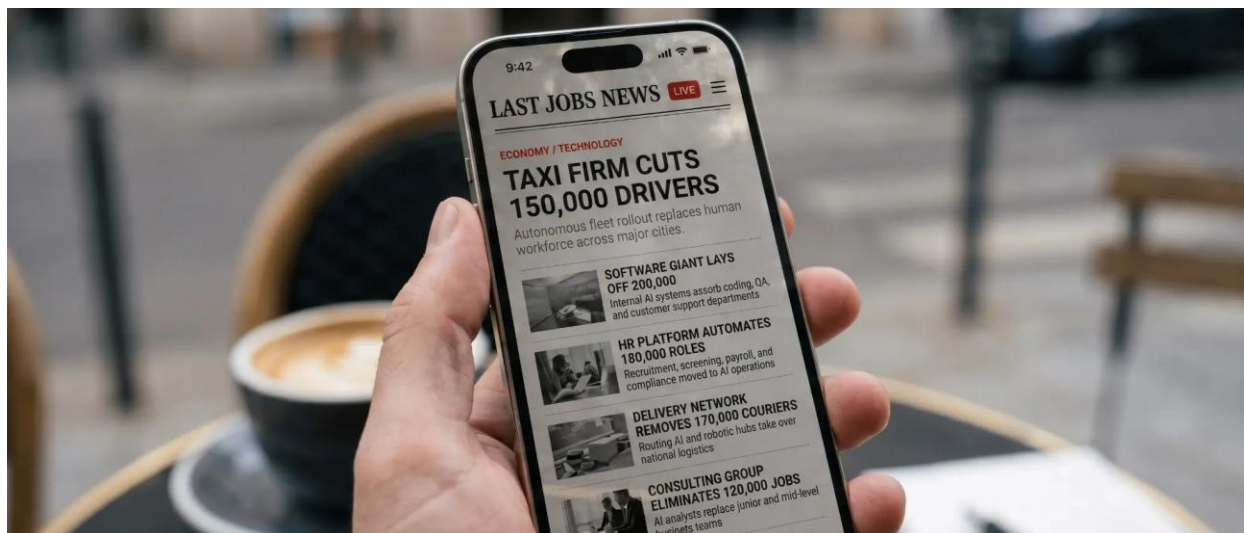 9:42
LAST JOBS NEWS LIVE
ECONOMY / TECHNOLOGY
TAXI FIRM CUTS
150,000 DRIVERS
Autonomous fleet rollout replaces human
workforce across major cities.
SOFTWARE GIANT LAYS
OFF 200,000
Internal AI systems assorb coding, QA,
and customer support departments
HR PLATFORM AUTOMATES
180,000 ROLES
Recruitment, screening, payroll, and
compliance moved to AI operations
DELIVERY NETWORK
REMOVES 170,000 COURIERS
Routing AI and robotic hubs take over
national logistics
CONSULTING GROUP
ELIMINATES 120,000 JOBS
AI analysts replace junior and mid-level
businets teams